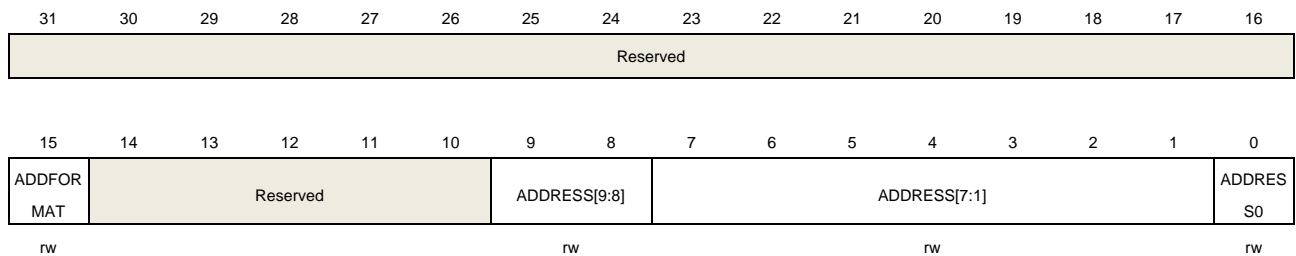 31 30 29 28 27 26 25 24 23 22 21 20 19 18 17 16
Reserved
15 14 13 12 11 10 9 8 7 6 5 4 3 2 1 0
ADDFOR
MAT
Reserved
ADDRESS[9:8]
ADDRESS[7:1]
ADDRES
S0
rw rw rw rw